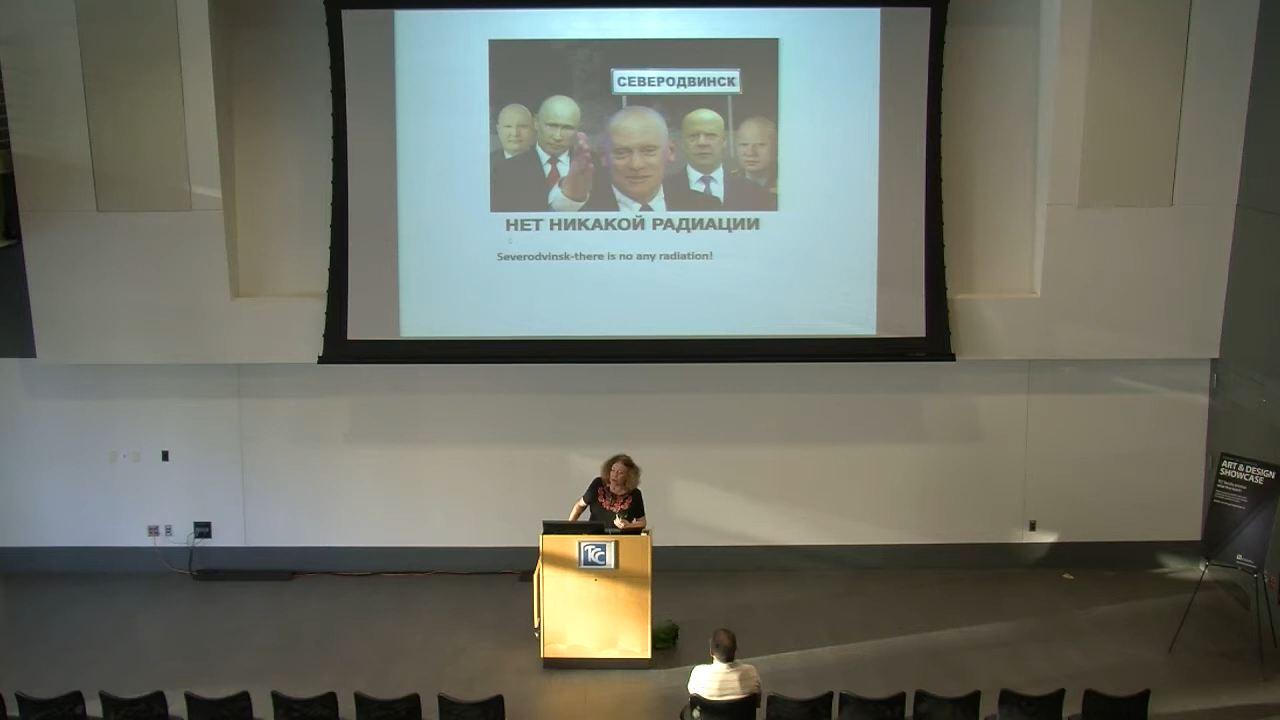 СЕВЕРОДВИНСК
НЕТ НИКАКОЙ РАДИАЦИИ
Severodvinsk-there is no any radiation!
ART & DESIGN
SHOWCASE
TCC